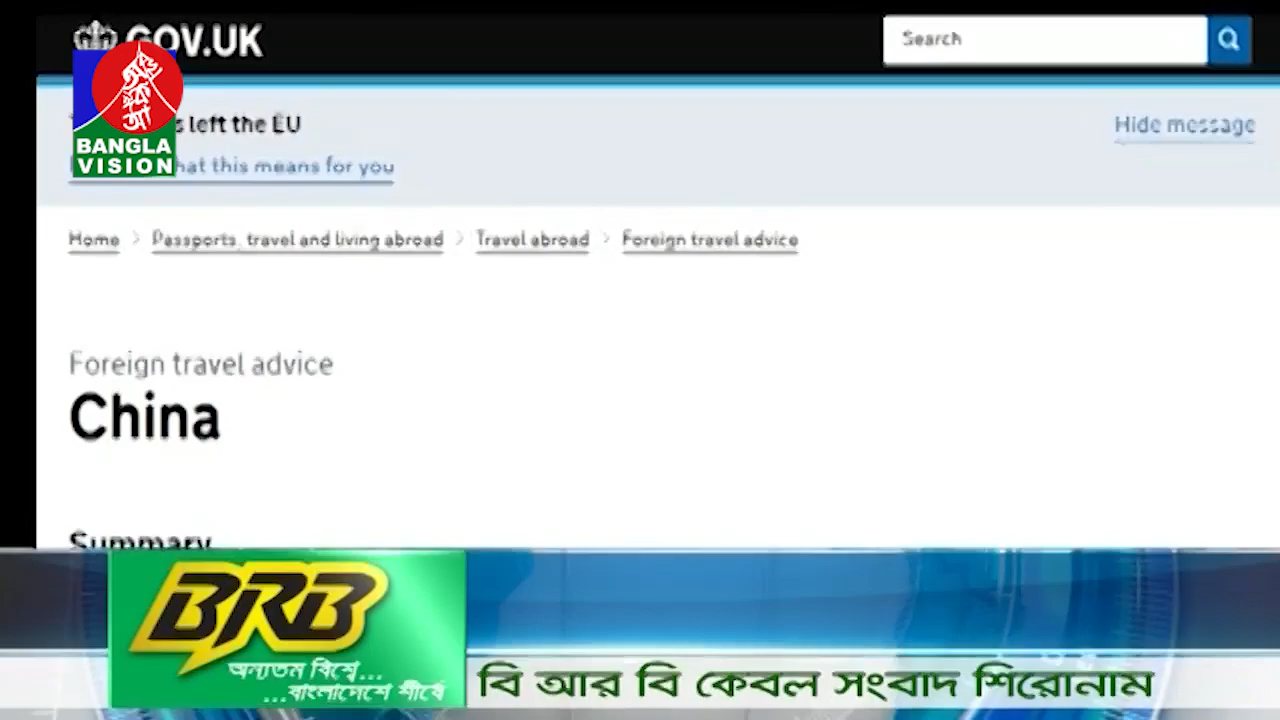 GOV.UK
Search
s left the EU
Hide message
hat this means for you
Home > Passports, travel and living abroad > Travel abroad > Foreign travel advice
Foreign travel advice
China
Summary
BANGLA
VISION
BRB
অন্যতম বিশ্বে...
...বাংলাদেশে শীর্ষে
বি আর বি কেবল সংবাদ শিরোনাম